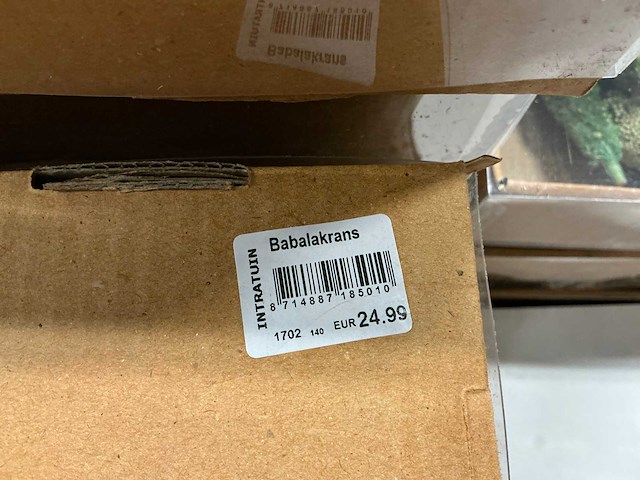 Babalakrans
INTRATUIN
8 714887 185010
1702 140 EUR 24.99
Babalakrans